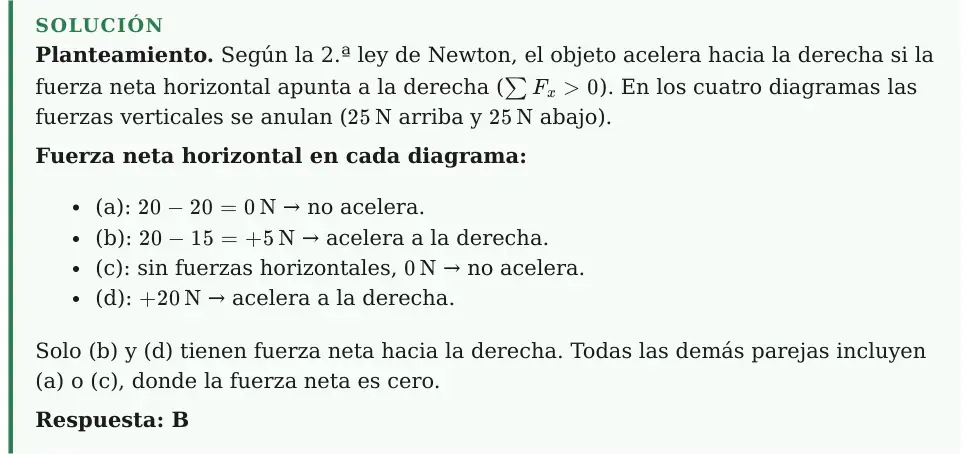 SOLUCIÓN
Planteamiento. Según la 2.ª ley de Newton, el objeto acelera hacia la derecha si la
fuerza neta horizontal apunta a la derecha (∑ Fₓ > 0). En los cuatro diagramas las
fuerzas verticales se anulan (25 N arriba y 25 N abajo).
Fuerza neta horizontal en cada diagrama:
• (a): 20 − 20 = 0 N → no acelera.
• (b): 20 − 15 = +5 N → acelera a la derecha.
• (c): sin fuerzas horizontales, 0 N → no acelera.
• (d): +20 N → acelera a la derecha.
Solo (b) y (d) tienen fuerza neta hacia la derecha. Todas las demás parejas incluyen
(a) o (c), donde la fuerza neta es cero.
Respuesta: B